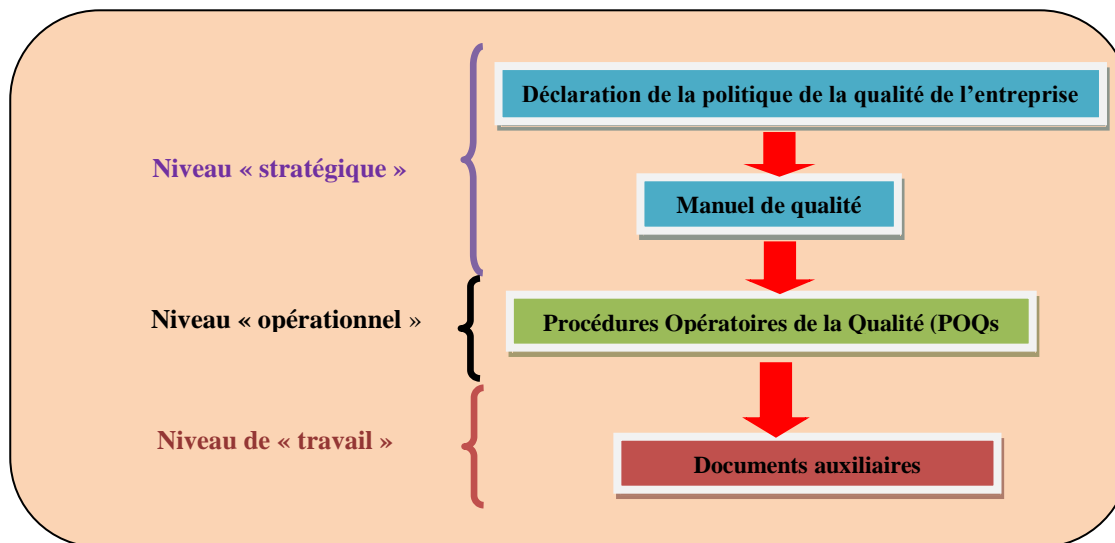 Déclaration de la politique de la qualité de l'entreprise
Niveau « stratégique »
Manuel de qualité
Niveau « opérationnel »
Procédures Opératoires de la Qualité (POQs
Niveau de « travail »
Documents auxiliaires